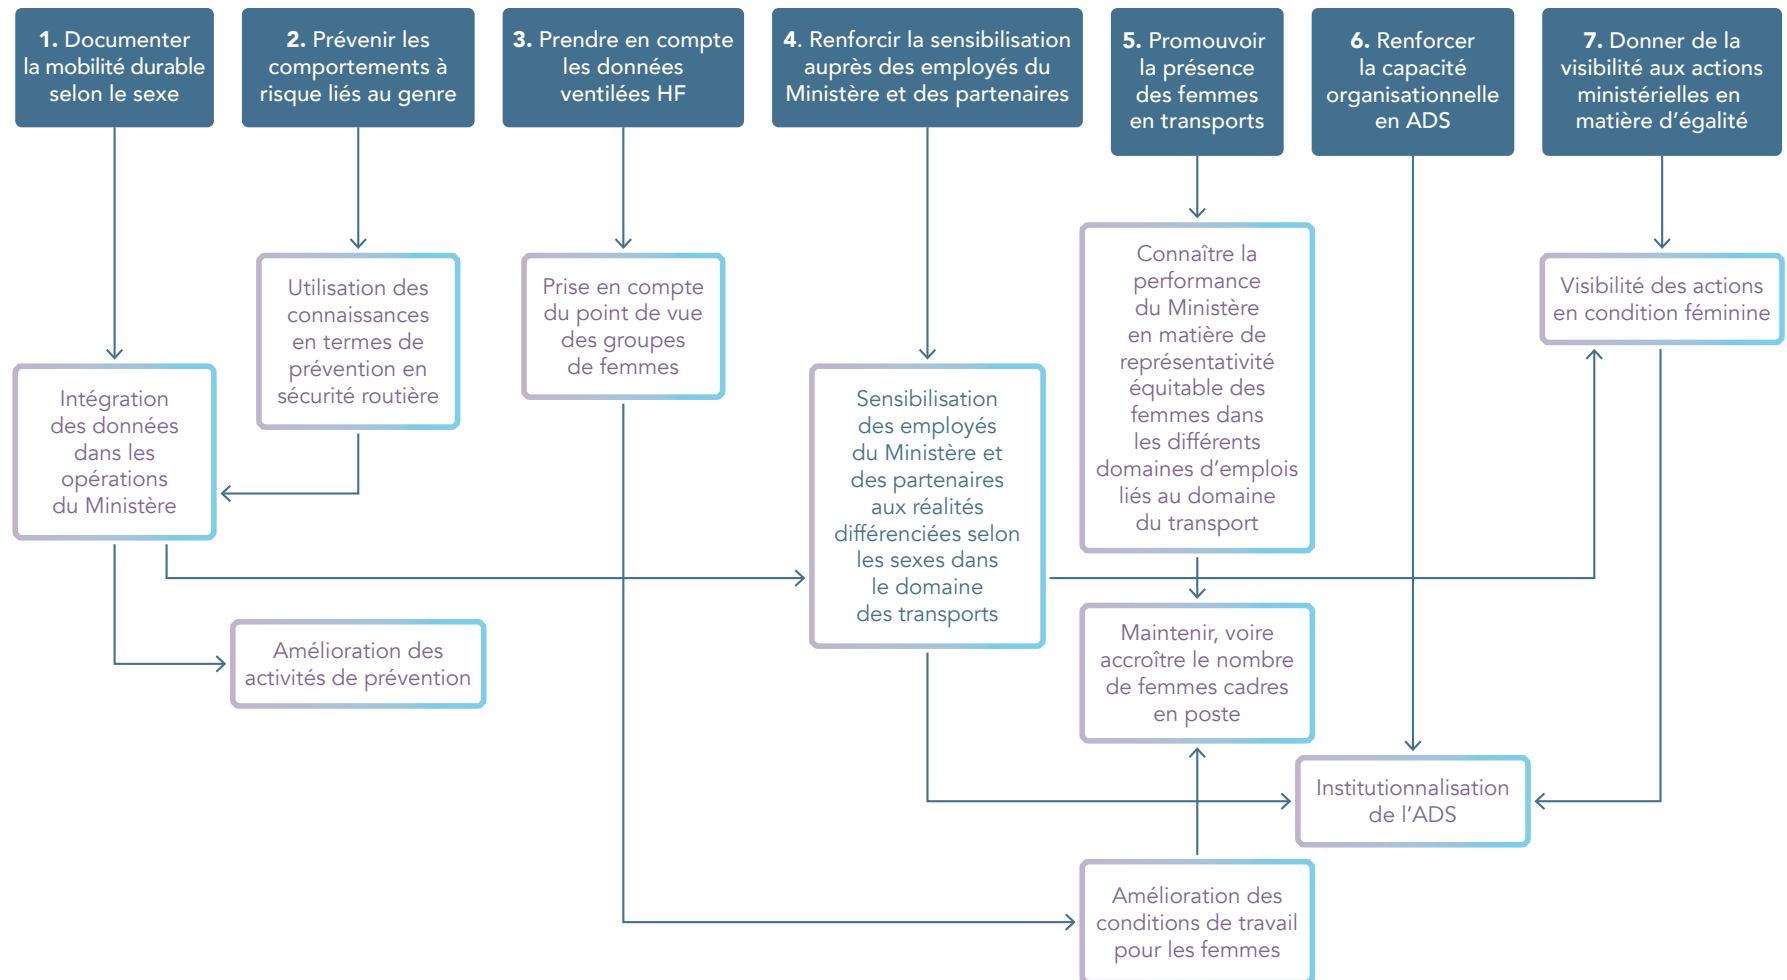 1. Documenter
la mobilité durable
selon le sexe
2. Prévenir les
comportements à
risque liés au genre
3. Prendre en compte
les données
ventilées HF
4. Renforcir la sensibilisation
auprès des employés du
Ministère et des partenaires
5. Promouvoir
la présence
des femmes
en transports
6. Renforcer
la capacité
organisationnelle
en ADS
7. Donner de la
visibilité aux actions
ministérielles en
matière d'égalité
Intégration
des données
dans les
opérations
du Ministère
Utilisation des
connaissances
en termes de
prévention en
sécurité routière
Prise en compte
du point de vue
des groupes
de femmes
Sensibilisation
des employés
du Ministère et
des partenaires
aux réalités
différenciées selon
les sexes dans
le domaine
des transports
Connaître la
performance
du Ministère
en matière de
représentativité
équitable des
femmes dans
les différents
domaines d'emplois
liés au domaine
du transport
Visibilité des actions
en condition féminine
Amélioration des
activités de prévention
Maintenir, voire
accroître le nombre
de femmes cadres
en poste
Institutionnalisation
de l'ADS
Amélioration des
conditions de travail
pour les femmes